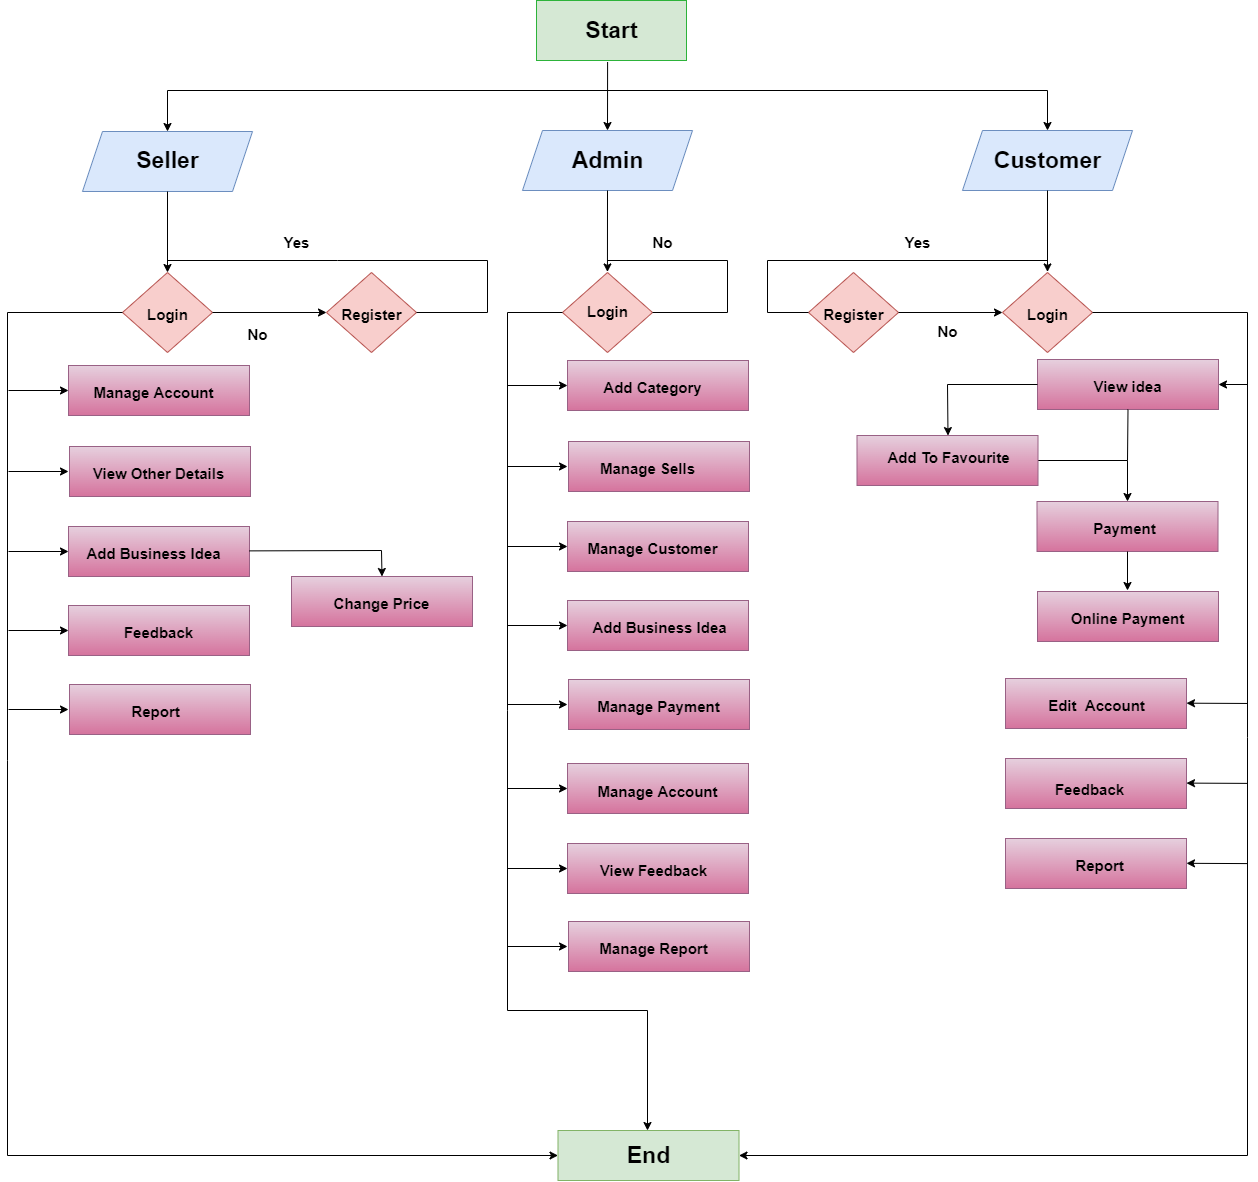 Start
Seller
Admin
Customer
Yes
No
Yes
Login
Register
No
Login
Register
No
Login
Manage Account
View Other Details
Add Business Idea
Change Price
Feedback
Report
Add Category
Manage Sells
Manage Customer
Add Business Idea
Manage Payment
Manage Account
View Feedback
Manage Report
View idea
Add To Favourite
Payment
Online Payment
Edit  Account
Feedback
Report
End